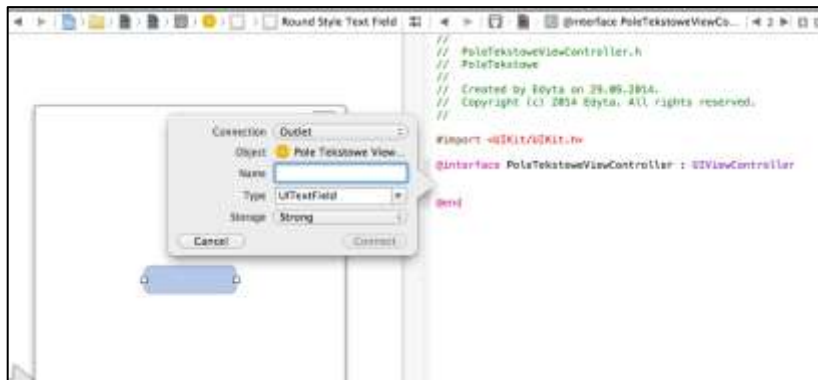 Round Style Text Field
@interface PoleTekstoweViewCo...
2
//
// PoleTekstoweViewController.h
// PoleTekstowe
//
// Created by Edyta on 29.09.2014.
// Copyright (c) 2014 Edyta. All rights reserved.
//
#import <UIKit/UIKit.h>
@interface PoleTekstoweViewController : UIViewController
@end
Connection Outlet
Object Pole Tekstowe View...
Name
Type UITextField
Storage Strong
Cancel Connect